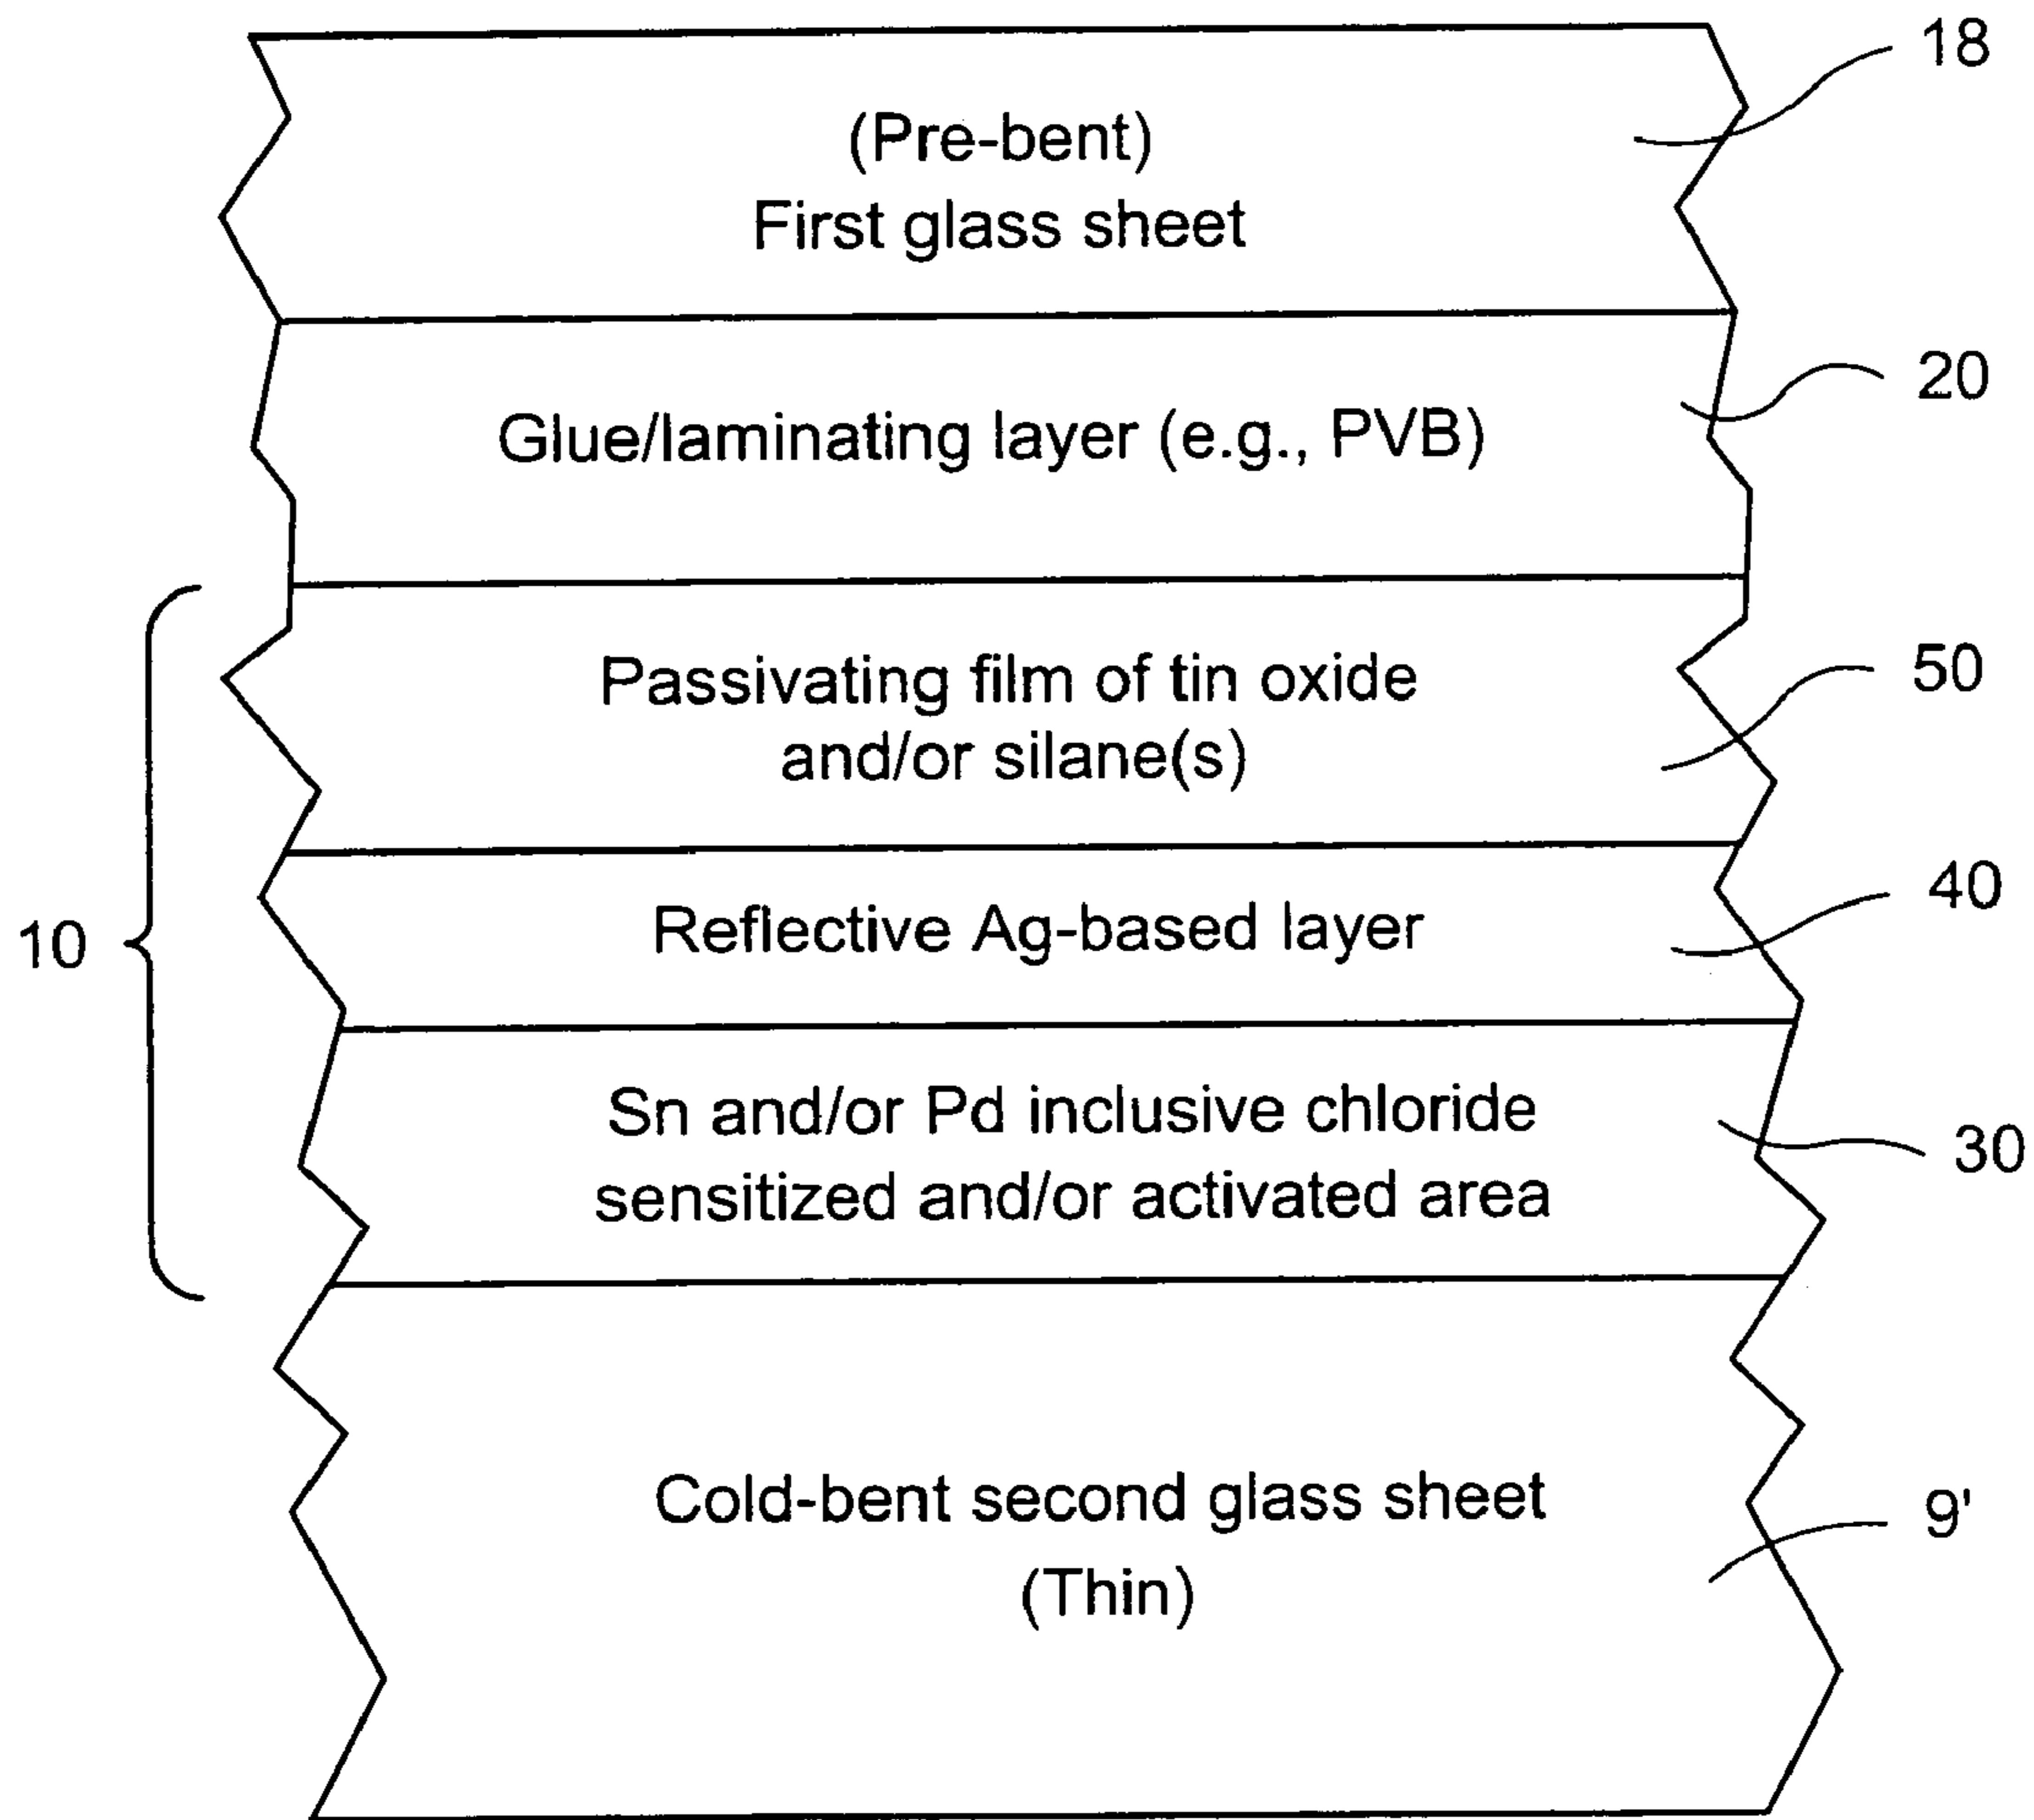 18
(Pre-bent)
First glass sheet
20
Glue/laminating layer (e.g., PVB)
50
Passivating film of tin oxide
and/or silane(s)
40
Reflective Ag-based layer
10
30
Sn and/or Pd inclusive chloride
sensitized and/or activated area
9'
Cold-bent second glass sheet
(Thin)